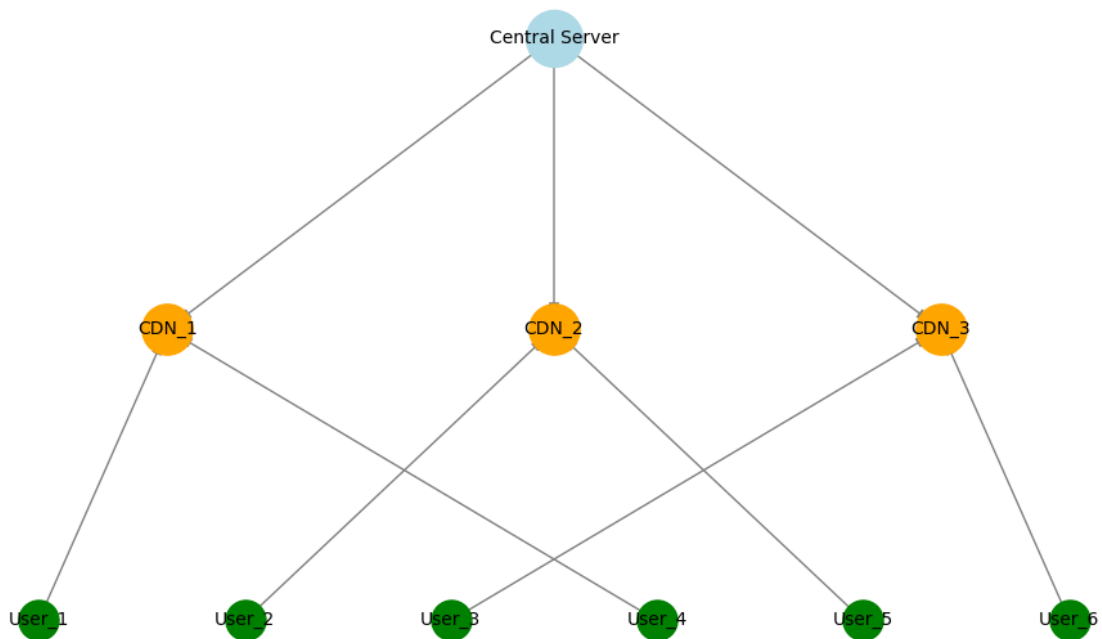 Central Server
CDN_1
CDN_2
CDN_3
User_1
User_2
User_3
User_4
User_5
User_6